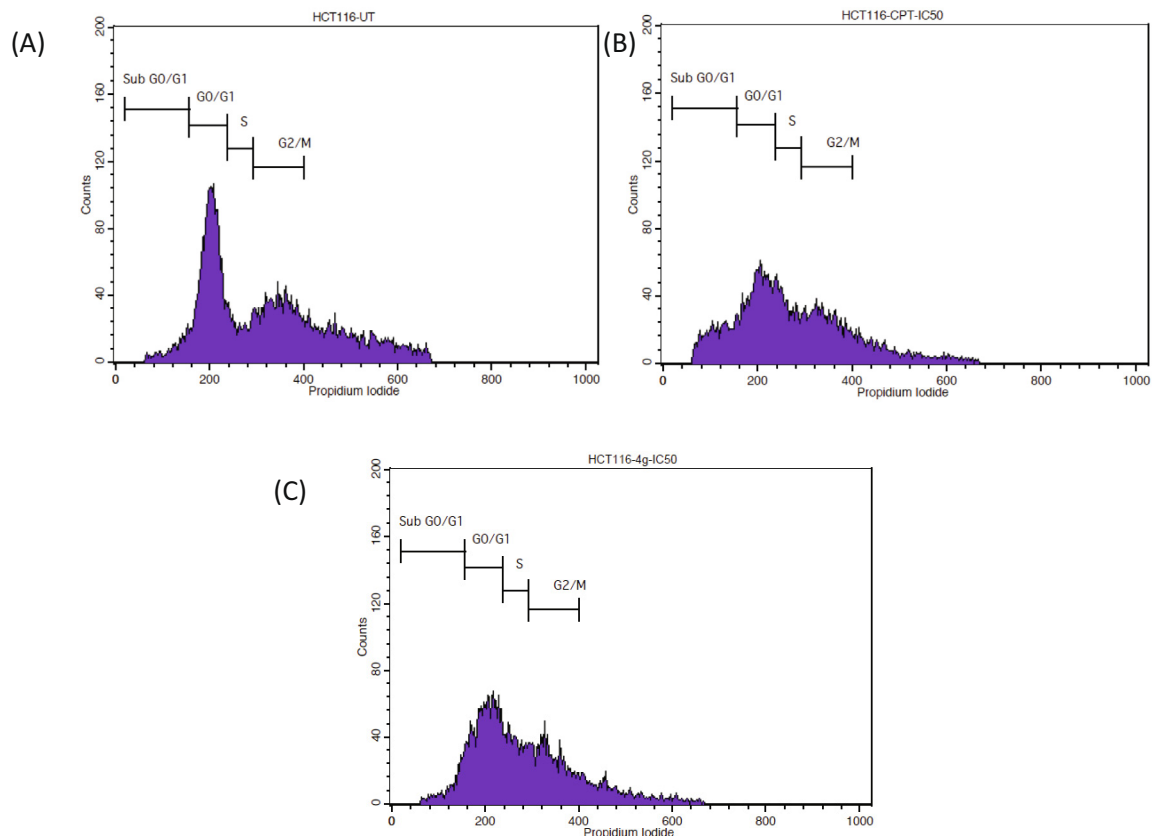 (A)
HCT116-UT
200
160
120
80
40
0
Counts
Sub G0/G1
G0/G1
S
G2/M
0 200 400 600 800 1000
Propidium Iodide
(B)
HCT116-CPT-IC50
200
160
120
80
40
0
Counts
Sub G0/G1
G0/G1
S
G2/M
0 200 400 600 800 1000
Propidium Iodide
(C)
HCT116-4g-IC50
200
160
120
80
40
0
Counts
Sub G0/G1
G0/G1
S
G2/M
0 200 400 600 800 1000
Propidium Iodide